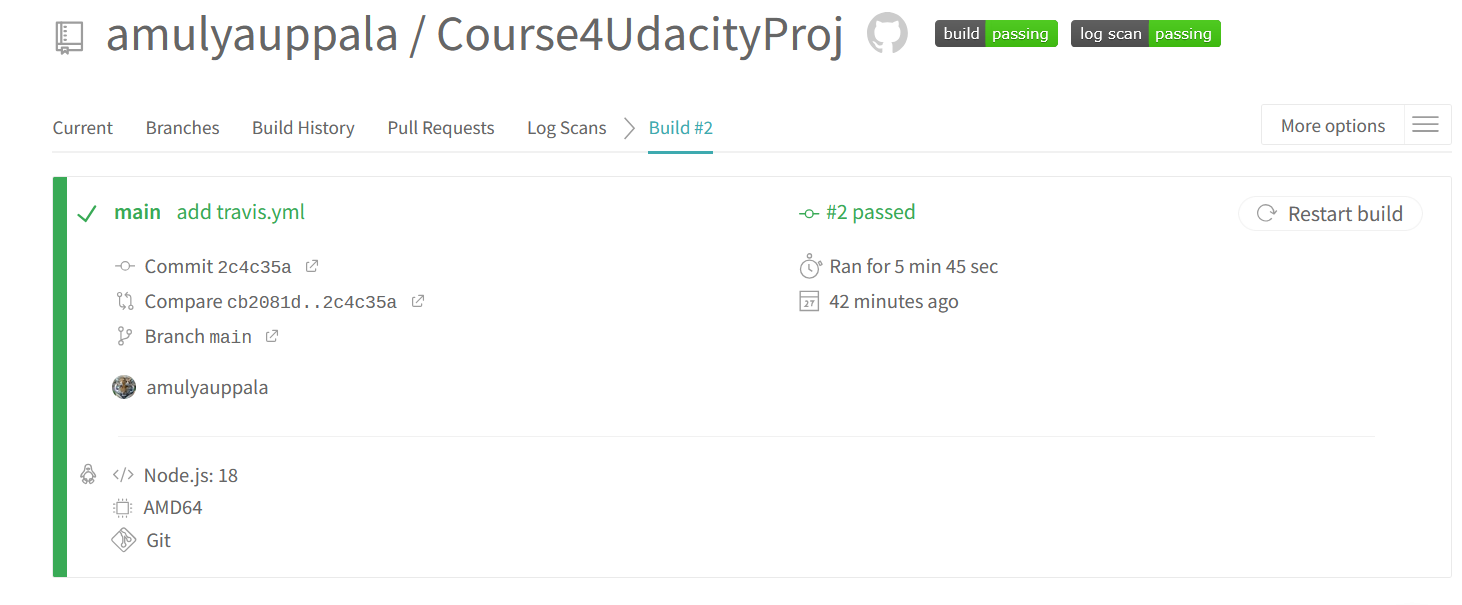 amulyauppala / Course4UdacityProj build passing log scan passing
Current Branches Build History Pull Requests Log Scans Build #2 More options
main add travis.yml #2 passed Restart build
Commit 2c4c35a Ran for 5 min 45 sec
Compare cb2081d..2c4c35a 27 42 minutes ago
Branch main
amulyauppala
</> Node.js: 18
AMD64
Git